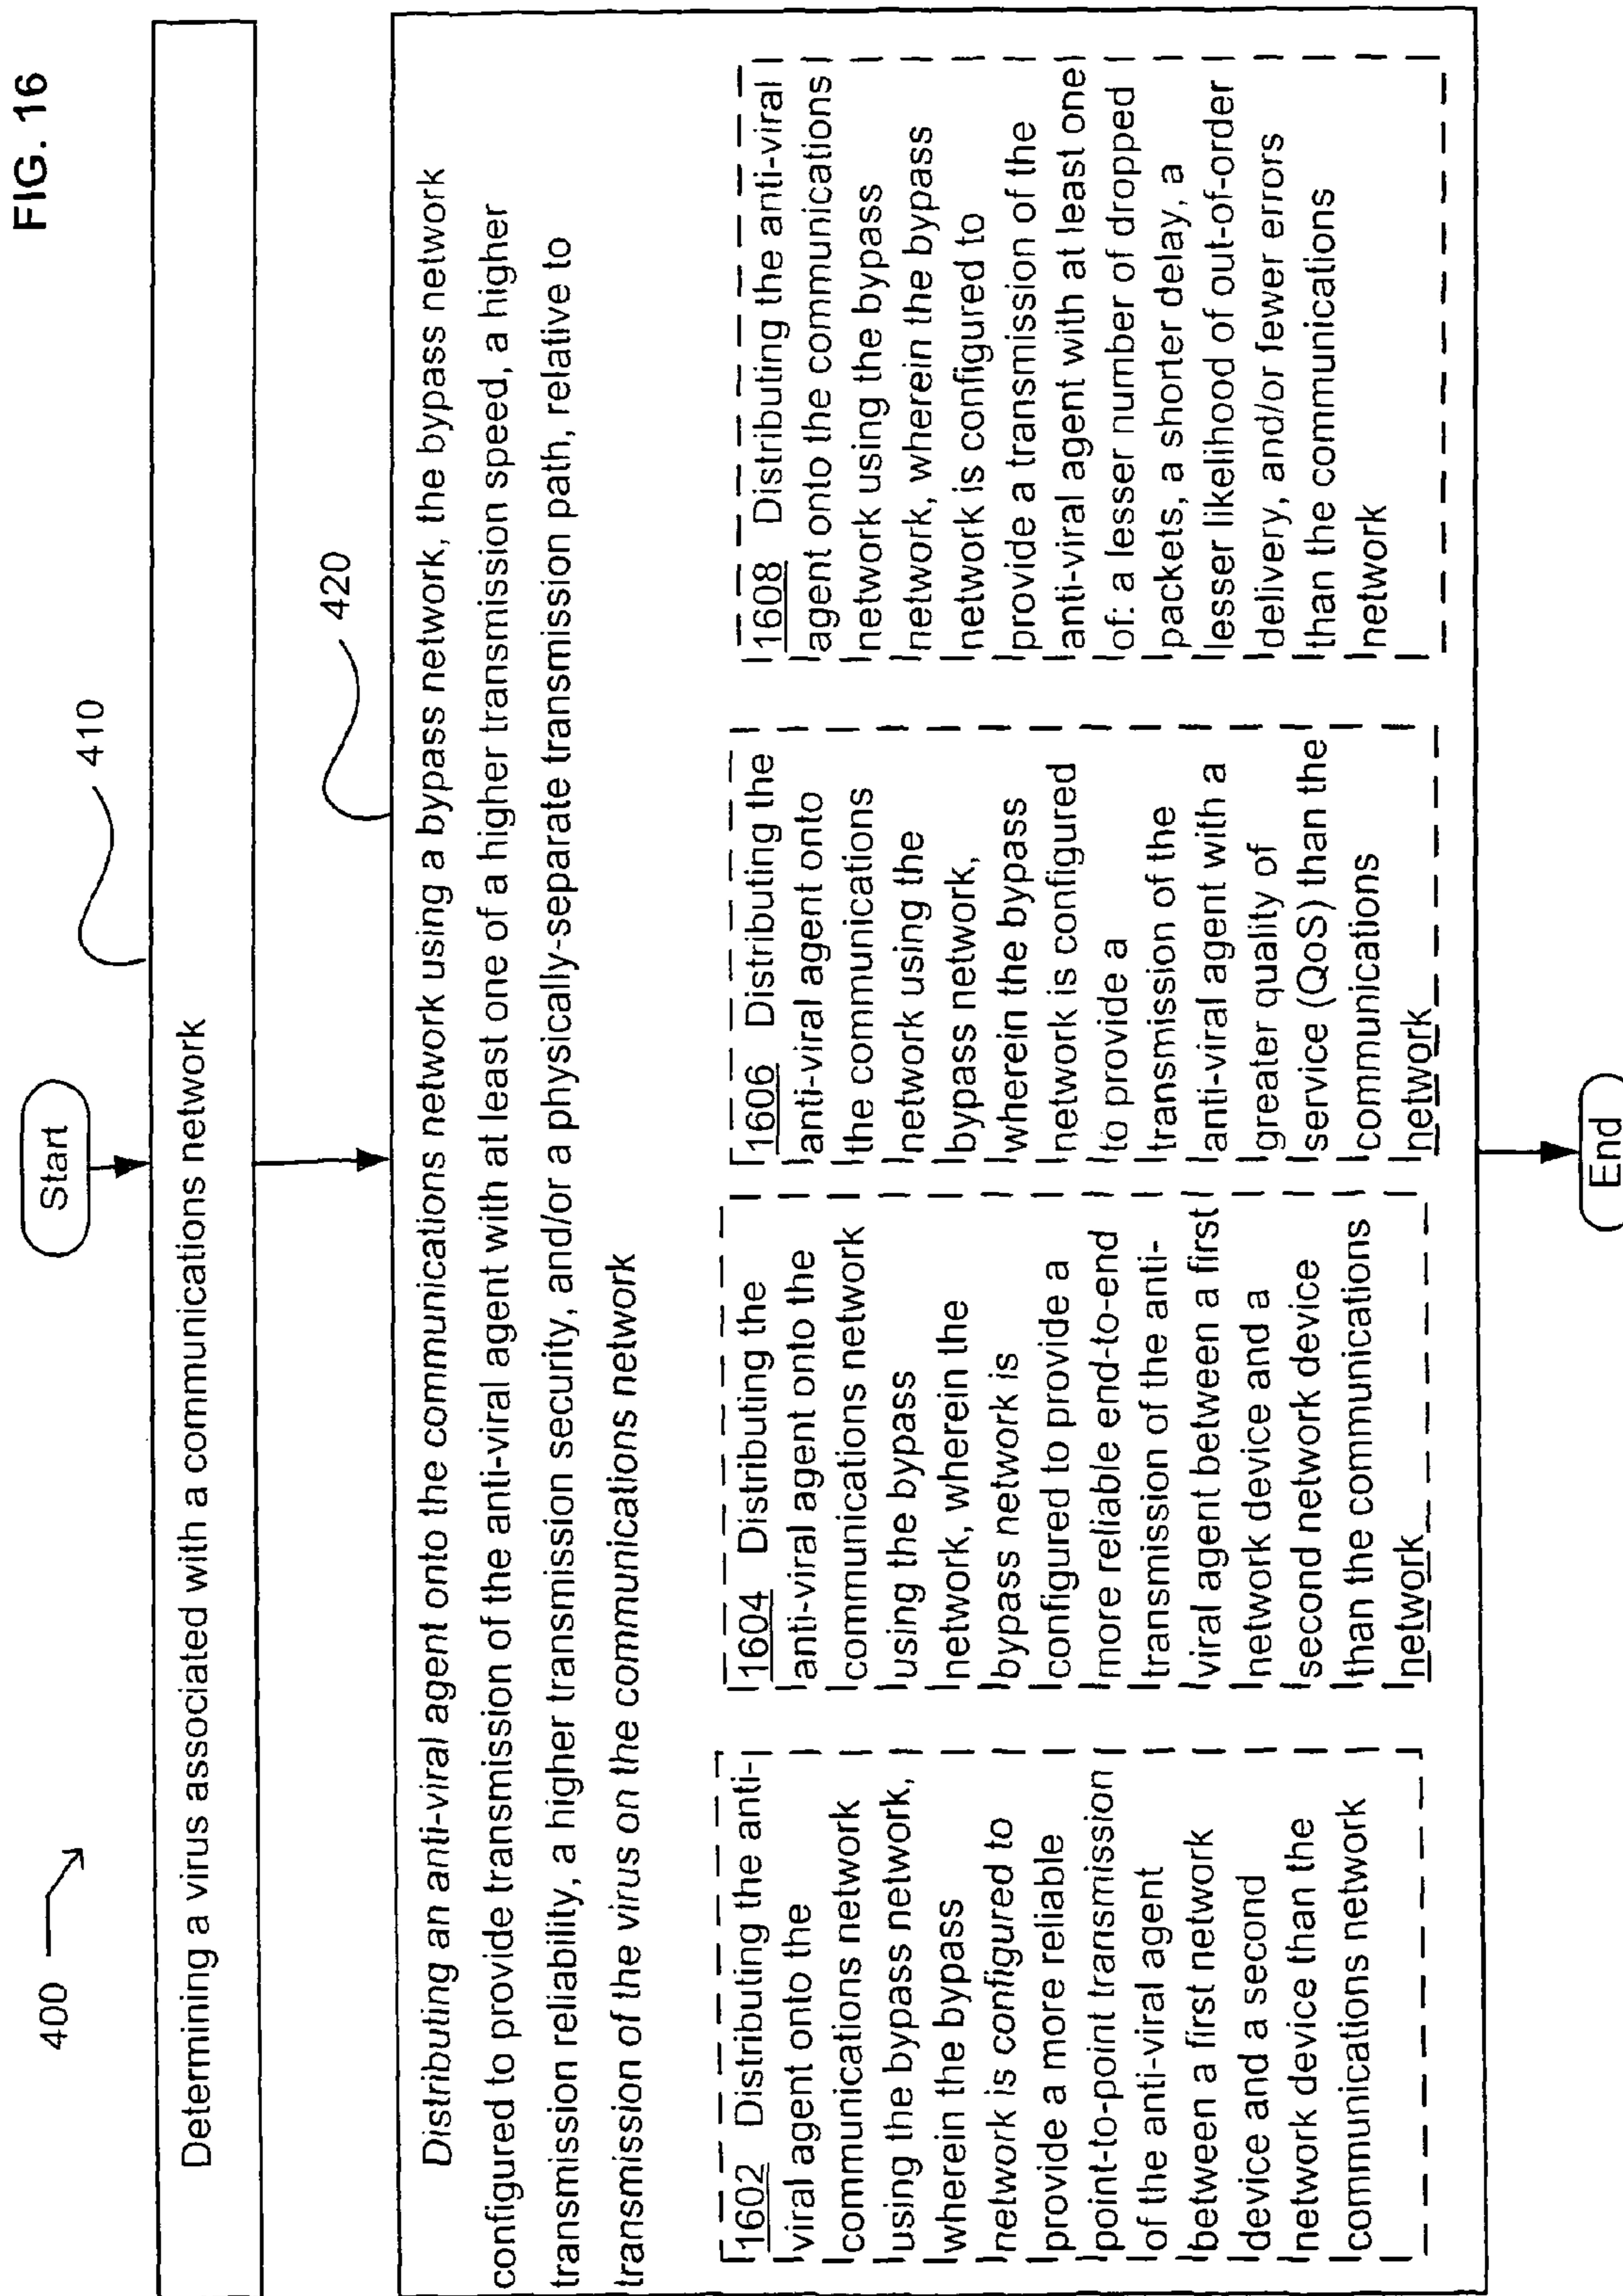 FIG. 16
400
Start
410
Determining a virus associated with a communications network
420
Distributing an anti-viral agent onto the communications network using a bypass network, the bypass network
configured to provide transmission of the anti-viral agent with at least one of a higher transmission speed, a higher
transmission reliability, a higher transmission security, and/or a physically-separate transmission path, relative to
transmission of the virus on the communications network
1602 Distributing the anti-
viral agent onto the
communications network
using the bypass network,
wherein the bypass
network is configured to
provide a more reliable
point-to-point transmission
of the anti-viral agent
between a first network
device and a second
network device than the
communications network
1604 Distributing the
anti-viral agent onto the
communications network
using the bypass
network, wherein the
bypass network is
configured to provide a
more reliable end-to-end
transmission of the anti-
viral agent between a first
network device and a
second network device
than the communications
network
1606 Distributing the
anti-viral agent onto
the communications
network using the
bypass network,
wherein the bypass
network is configured
to provide a
transmission of the
anti-viral agent with a
greater quality of
service (QoS) than the
communications
network
1608 Distributing the anti-viral
agent onto the communications
network using the bypass
network, wherein the bypass
network is configured to
provide a transmission of the
anti-viral agent with at least one
of: a lesser number of dropped
packets, a shorter delay, a
lesser likelihood of out-of-order
delivery, and/or fewer errors
than the communications
network
End